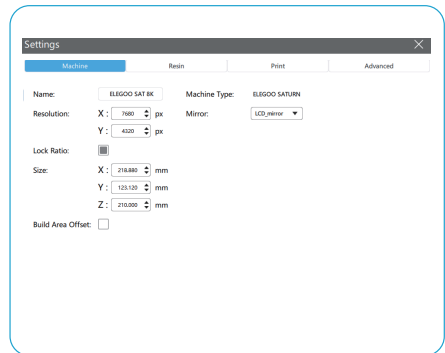 Settings
Machine Resin Print Advanced
Name: ELEGOO SAT 8K Machine Type: ELEGOO SATURN
Resolution: X : 7680 px Mirror: LCD_mirror
Y : 4320 px
Lock Ratio:
Size: X : 218.880 mm
Y : 123.120 mm
Z : 210.000 mm
Build Area Offset: